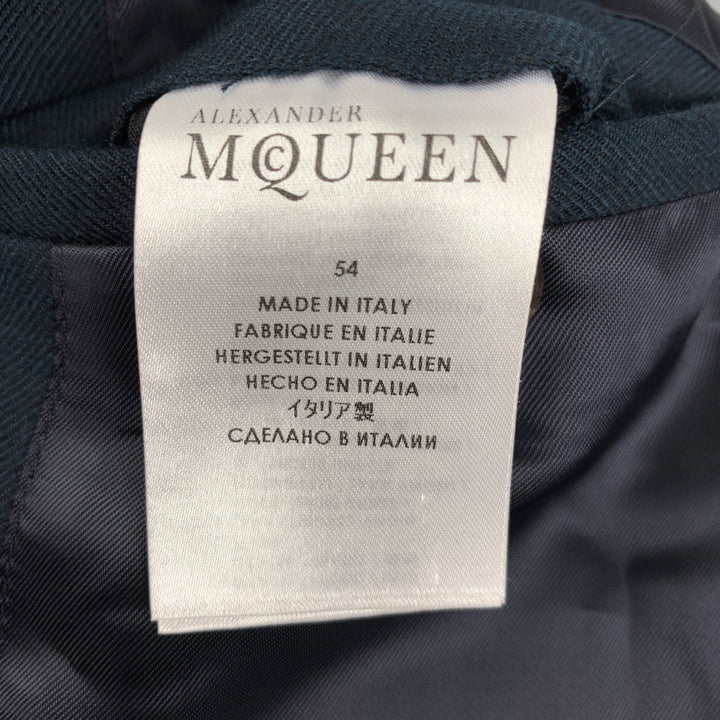 ALEXANDER
McQUEEN
54
MADE IN ITALY
FABRIQUE EN ITALIE
HERGESTELLT IN ITALIEN
HECHO EN ITALIA
イタリア製
СДЕЛАНО В ИТАЛИИ